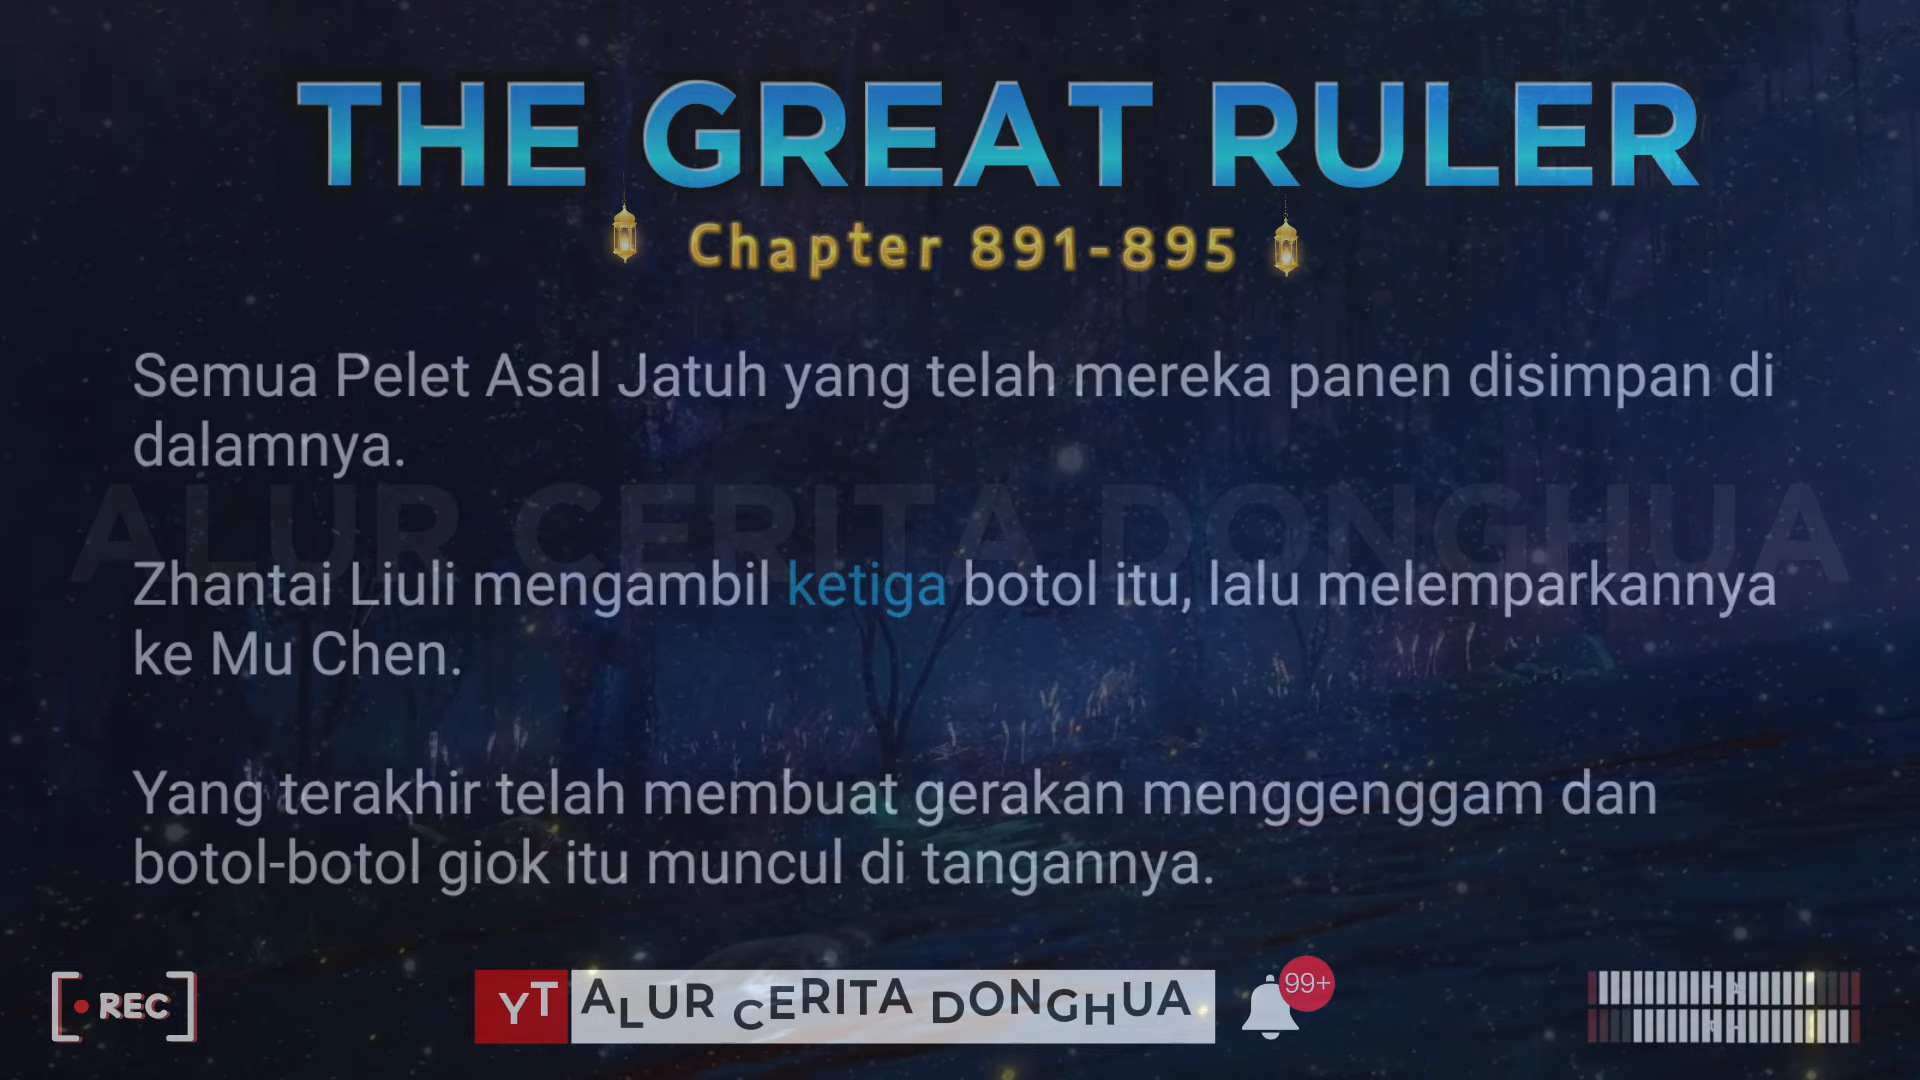 THE GREAT RULER
Chapter 891-895
Semua Pelet Asal Jatuh yang telah mereka panen disimpan di
dalamnya.
ALUR CERITA DONGHUA
Zhantai Liuli mengambil ketiga botol itu, lalu melemparkannya
ke Mu Chen.
Yang terakhir telah membuat gerakan menggenggam dan
botol-botol giok itu muncul di tangannya.
REC
YT ALUR CERITA DONGHUA
99+